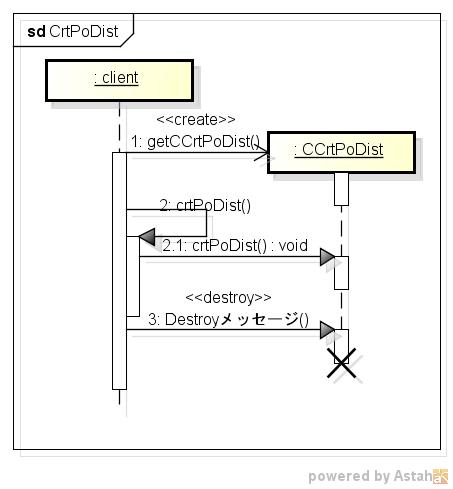 sd CrtPoDist
: client
<<create>>
1: getCCrtPoDist()
: CCrtPoDist
2: crtPoDist()
2.1: crtPoDist() : void
<<destroy>>
3: Destroyメッセージ()
powered by Astah